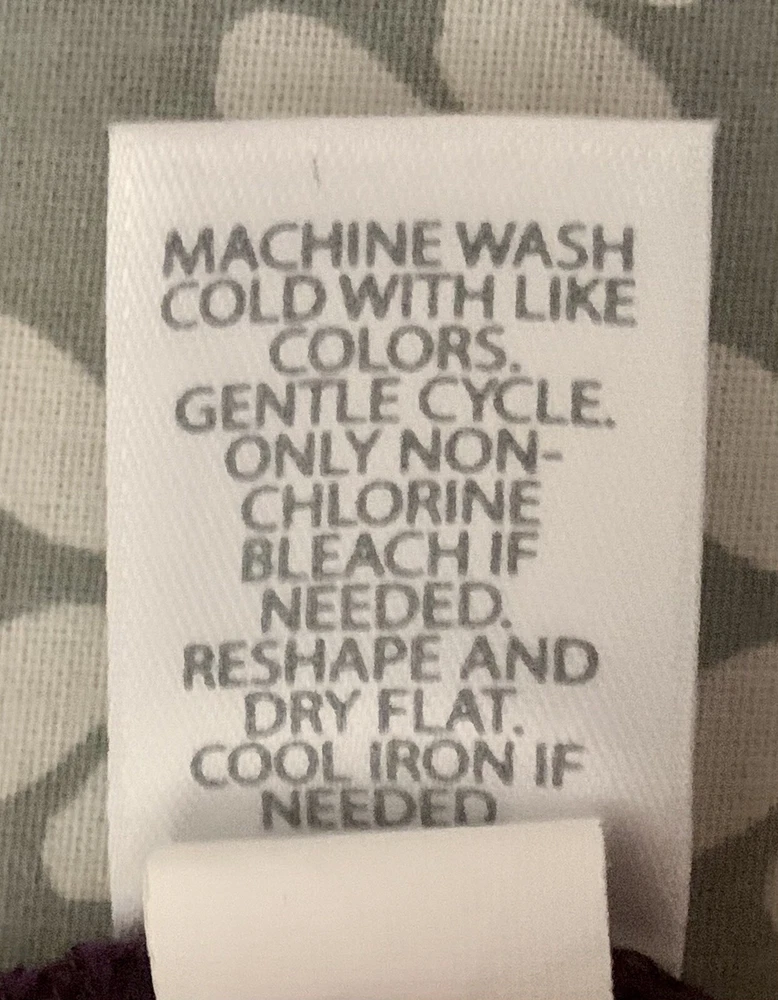 MACHINE WASH
COLD WITH LIKE
COLORS.
GENTLE CYCLE.
ONLY NON-
CHLORINE
BLEACH IF
NEEDED.
RESHAPE AND
DRY FLAT.
COOL IRON IF
NEEDED